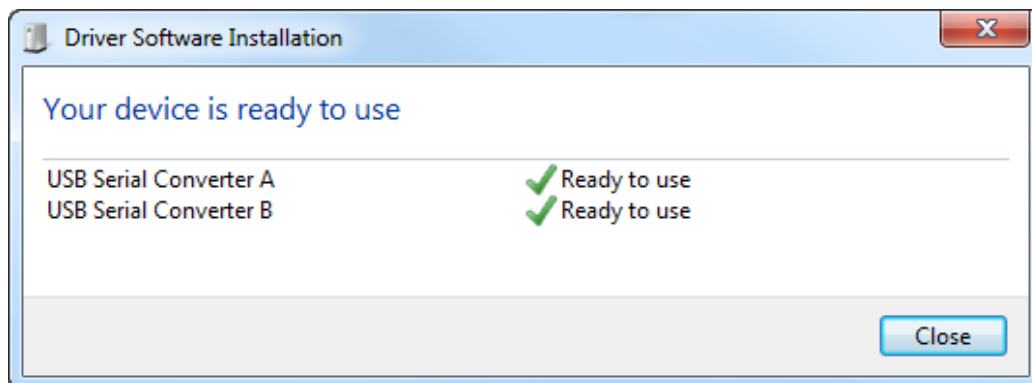 Driver Software Installation
Your device is ready to use
USB Serial Converter A Ready to use
USB Serial Converter B Ready to use
Close